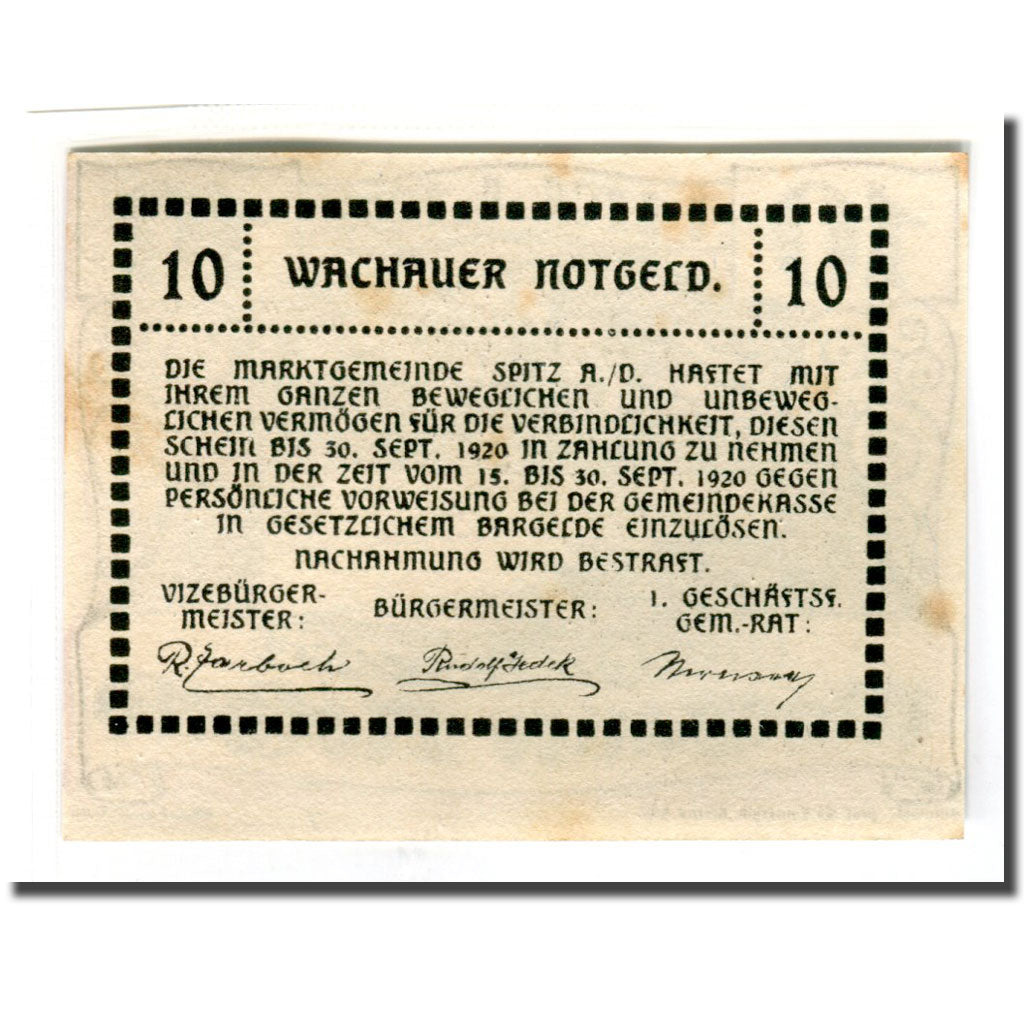 10 WACHAUER NOTGELD. 10
DIE MARKTGEMEINDE SPITZ A./D. HAFTET MIT
IHREM GANZEN BEWEGLICHEN UND UNBEWEG-
LICHEN VERMÖGEN FÜR DIE VERBINDLICHKEIT, DIESEN
SCHEIN BIS 30. SEPT. 1920 IN ZAHLUNG ZU NEHMEN
UND IN DER ZEIT VOM 15. BIS 30. SEPT. 1920 GEGEN
PERSÖNLICHE VORWEISUNG BEI DER GEMEINDEKASSE
IN GESETZLICHEM BARGELDE EINZULÖSEN.
NACHAHMUNG WIRD BESTRAFT.
VIZEBÜRGER-
MEISTER:
BÜRGERMEISTER:
1. GESCHÄFTSF.
GEM.-RAT:
R.
Rudolf